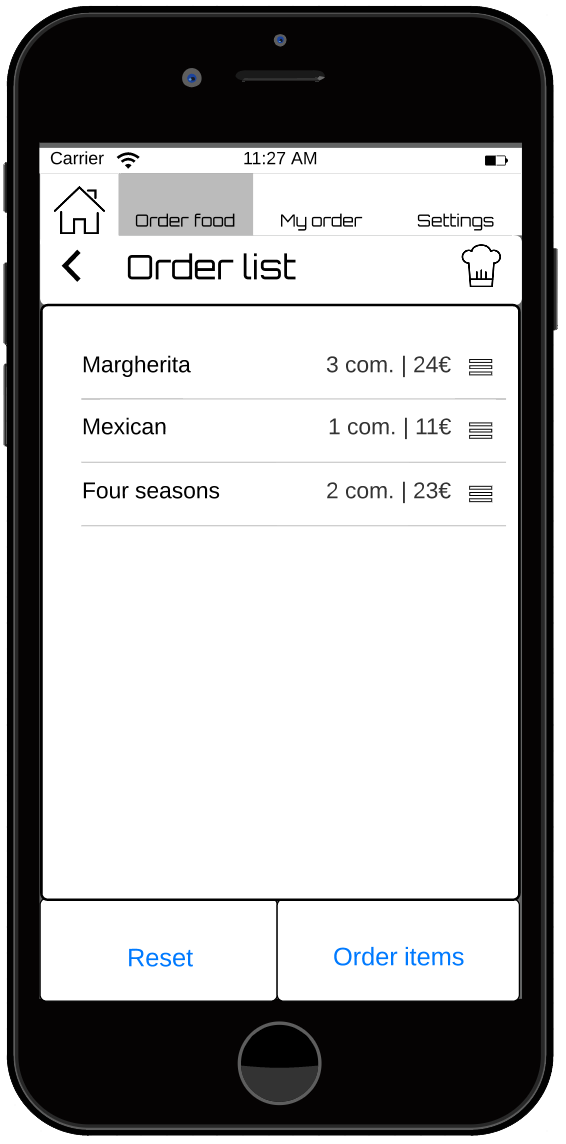 Carrier 11:27 AM
Order food My order Settings
Order list
Margherita 3 com. | 24€
Mexican 1 com. | 11€
Four seasons 2 com. | 23€
Reset Order items